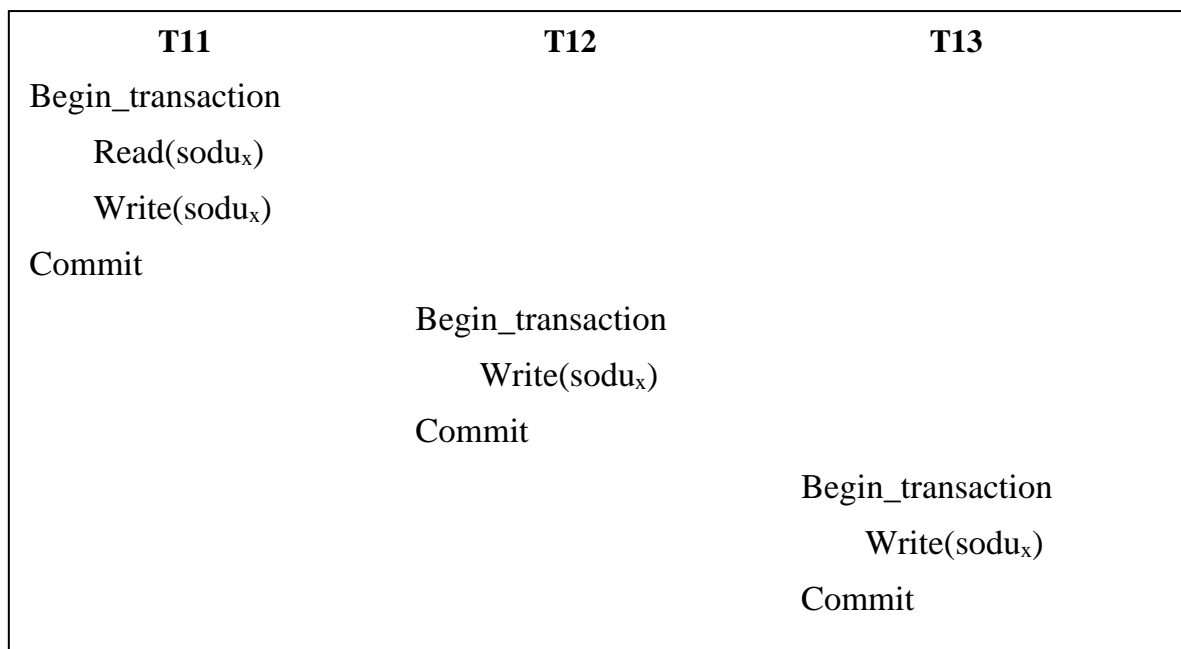 T11 T12 T13
Begin_transaction
Read(soduₓ)
Write(soduₓ)
Commit
Begin_transaction
Write(soduₓ)
Commit
Begin_transaction
Write(soduₓ)
Commit